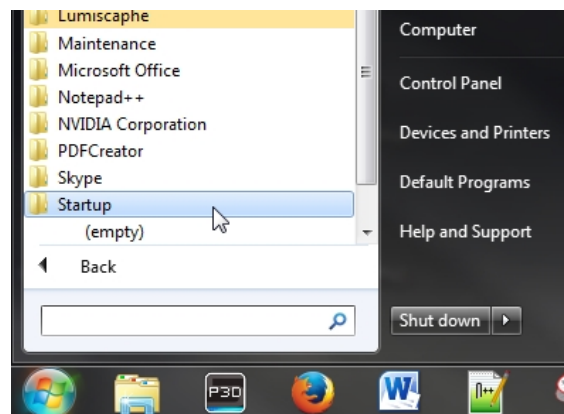 Lumiscaphe
Maintenance
Microsoft Office
Notepad++
NVIDIA Corporation
PDFCreator
Skype
Startup
(empty)
Back
Computer
Control Panel
Devices and Printers
Default Programs
Help and Support
Shut down
P3D
W
n++